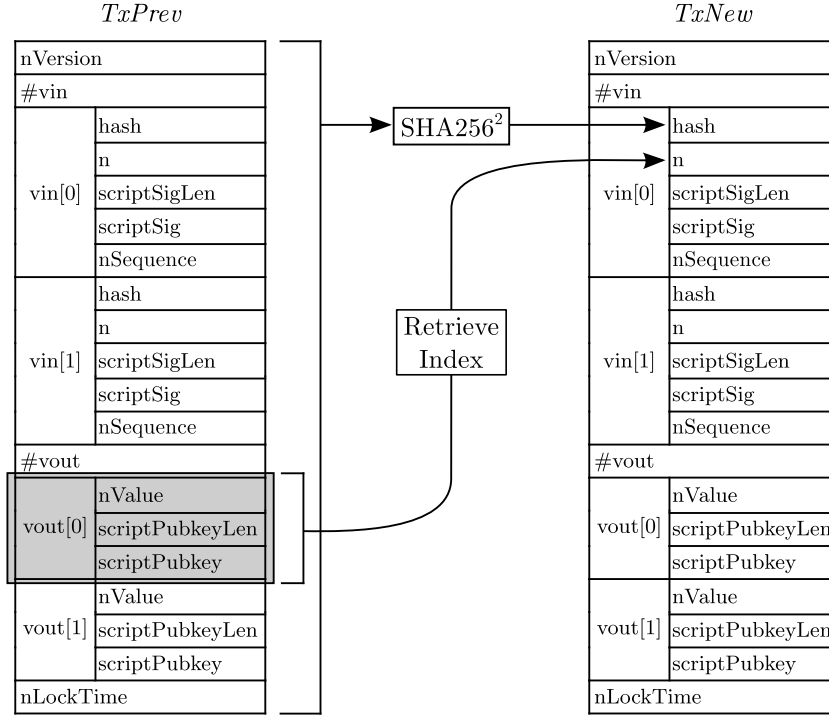 TxPrev
nVersion
#vin
vin[0]
hash
n
scriptSigLen
scriptSig
nSequence
vin[1]
hash
n
scriptSigLen
scriptSig
nSequence
#vout
vout[0]
nValue
scriptPubkeyLen
scriptPubkey
vout[1]
nValue
scriptPubkeyLen
scriptPubkey
nLockTime
SHA256²
Retrieve
Index
TxNew
nVersion
#vin
vin[0]
hash
n
scriptSigLen
scriptSig
nSequence
vin[1]
hash
n
scriptSigLen
scriptSig
nSequence
#vout
vout[0]
nValue
scriptPubkeyLen
scriptPubkey
vout[1]
nValue
scriptPubkeyLen
scriptPubkey
nLockTime